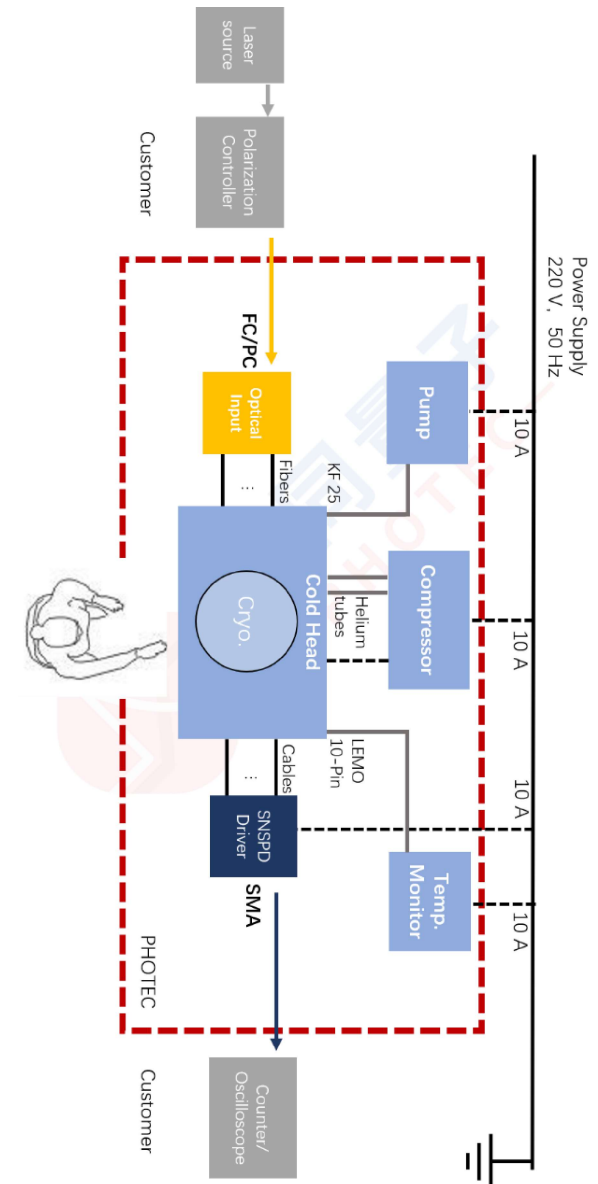 Power Supply
220 V, 50 Hz
10 A
10 A
10 A
10 A
Pump
Compressor
Temp.
Monitor
KF 25
Helium
tubes
LEMO
10-Pin
Laser
source
Polarization
Controller
FC/PC
Optical
Input
Fibers
...
Cold Head
Cryo.
Cables
...
SNSPD
Driver
SMA
Counter/
Oscilloscope
Customer
PHOTEC
Customer